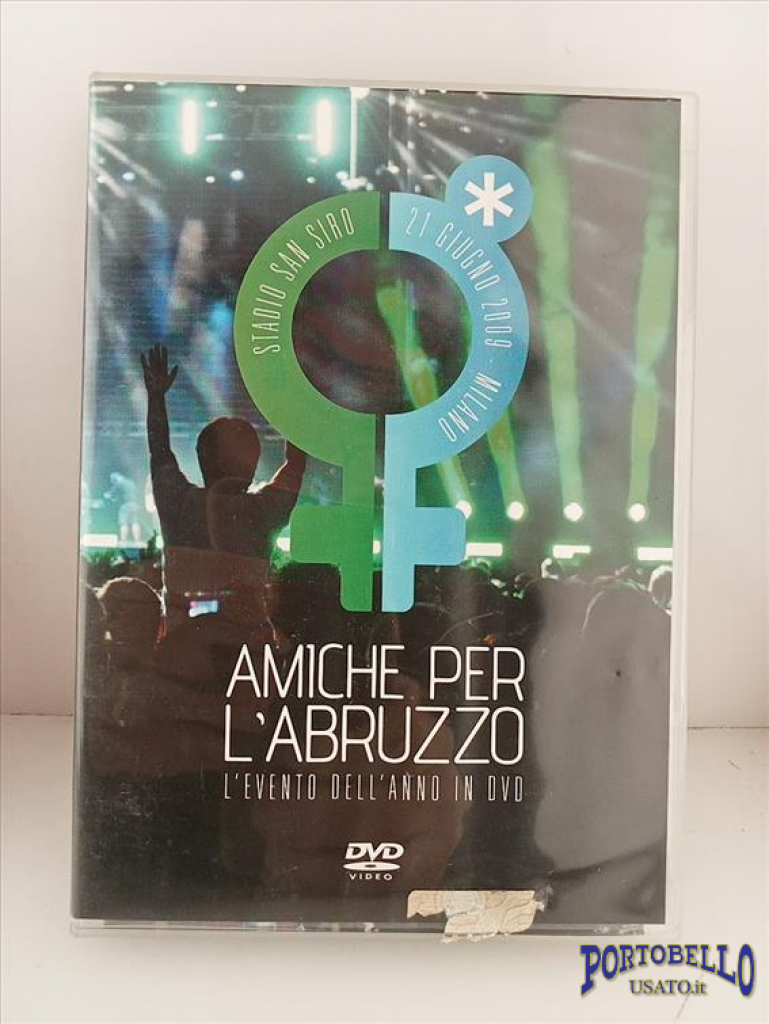 STADIO SAN SIRO
21 GIUGNO 2009 · MILANO
*
AMICHE PER
L'ABRUZZO
L'EVENTO DELL'ANNO IN DVD
DVD
VIDEO
PORTOBELLO
USATO.it